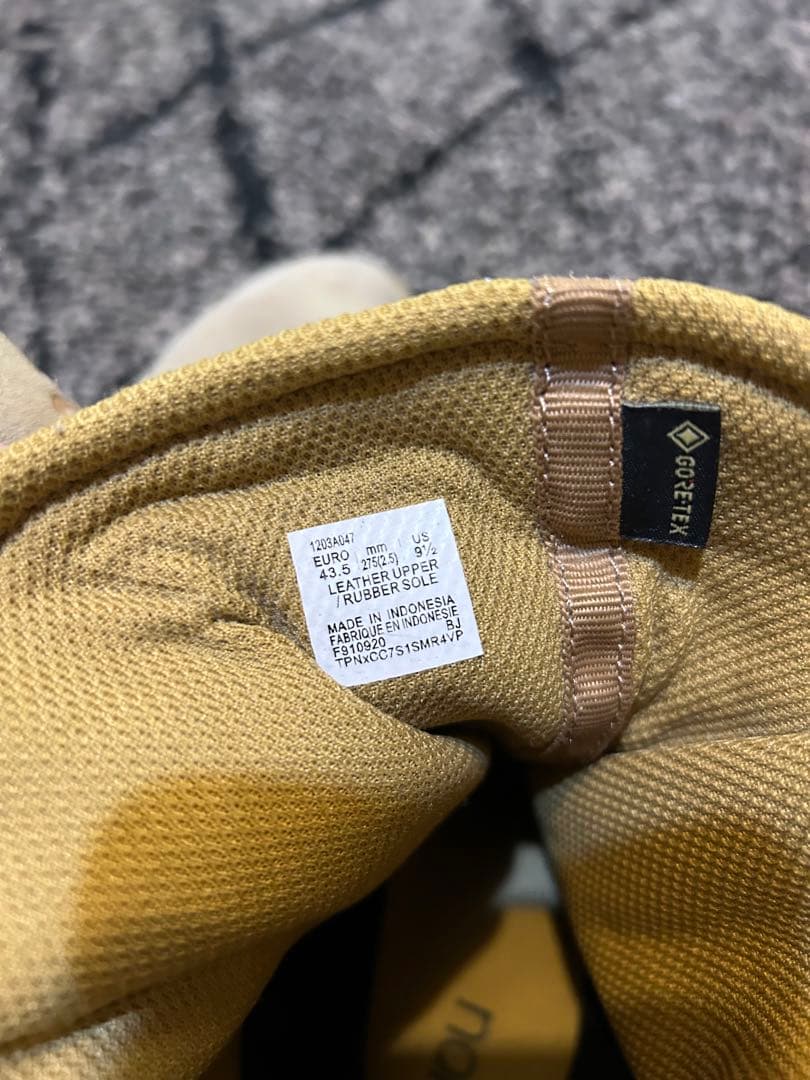 1203A047
EURO | mm | US
43.5 | 275(2.5) | 9½
LEATHER UPPER
/ RUBBER SOLE
MADE IN INDONESIA
FABRIQUE EN INDONESIE
F910920 BJ
TPNxCC7S1SMR4VP
GORE-TEX